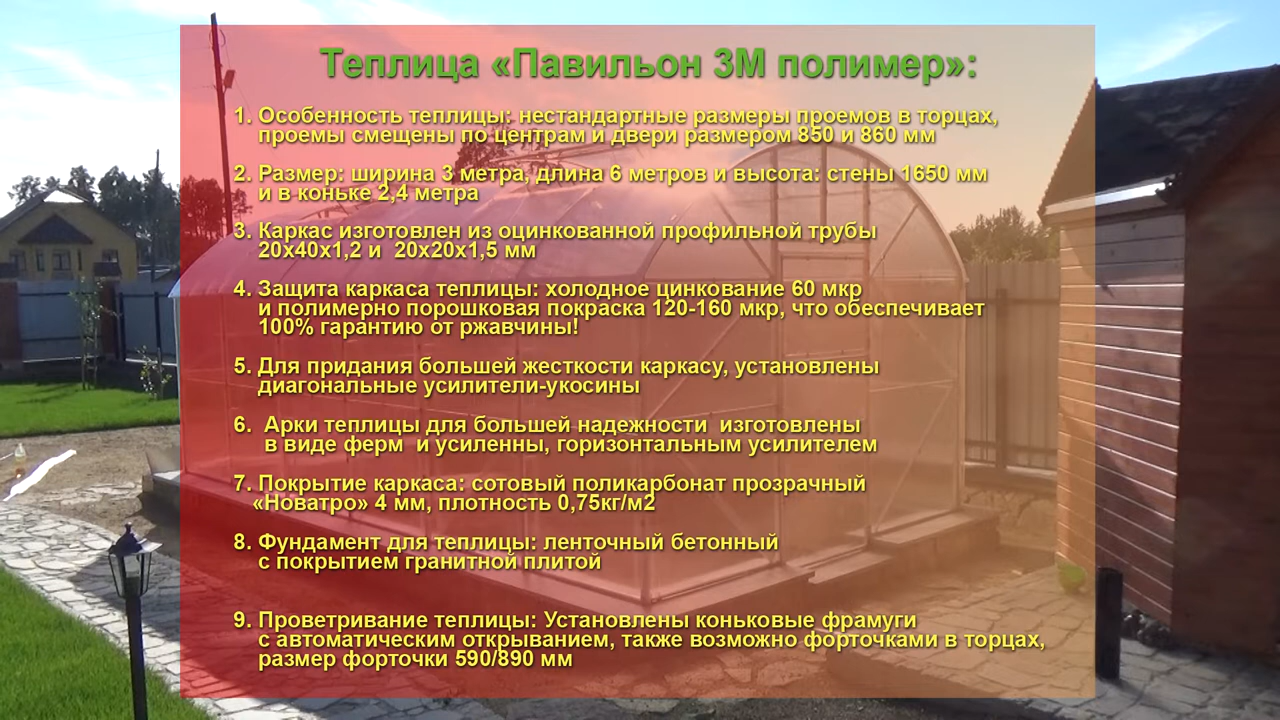 Теплица «Павильон 3М полимер»:
1. Особенность теплицы: нестандартные размеры проемов в торцах,
проемы смещены по центрам и двери размером 850 и 860 мм
2. Размер: ширина 3 метра, длина 6 метров и высота: стены 1650 мм
и в коньке 2,4 метра
3. Каркас изготовлен из оцинкованной профильной трубы
20х40х1,2 и 20х20х1,5 мм
4. Защита каркаса теплицы: холодное цинкование 60 мкр
и полимерно порошковая покраска 120-160 мкр, что обеспечивает
100% гарантию от ржавчины!
5. Для придания большей жесткости каркасу, установлены
диагональные усилители-укосины
6. Арки теплицы для большей надежности изготовлены
в виде ферм и усиленны, горизонтальным усилителем
7. Покрытие каркаса: сотовый поликарбонат прозрачный
«Новатро» 4 мм, плотность 0,75кг/м2
8. Фундамент для теплицы: ленточный бетонный
с покрытием гранитной плитой
9. Проветривание теплицы: Установлены коньковые фрамуги
с автоматическим открыванием, также возможно форточками в торцах,
размер форточки 590/890 мм